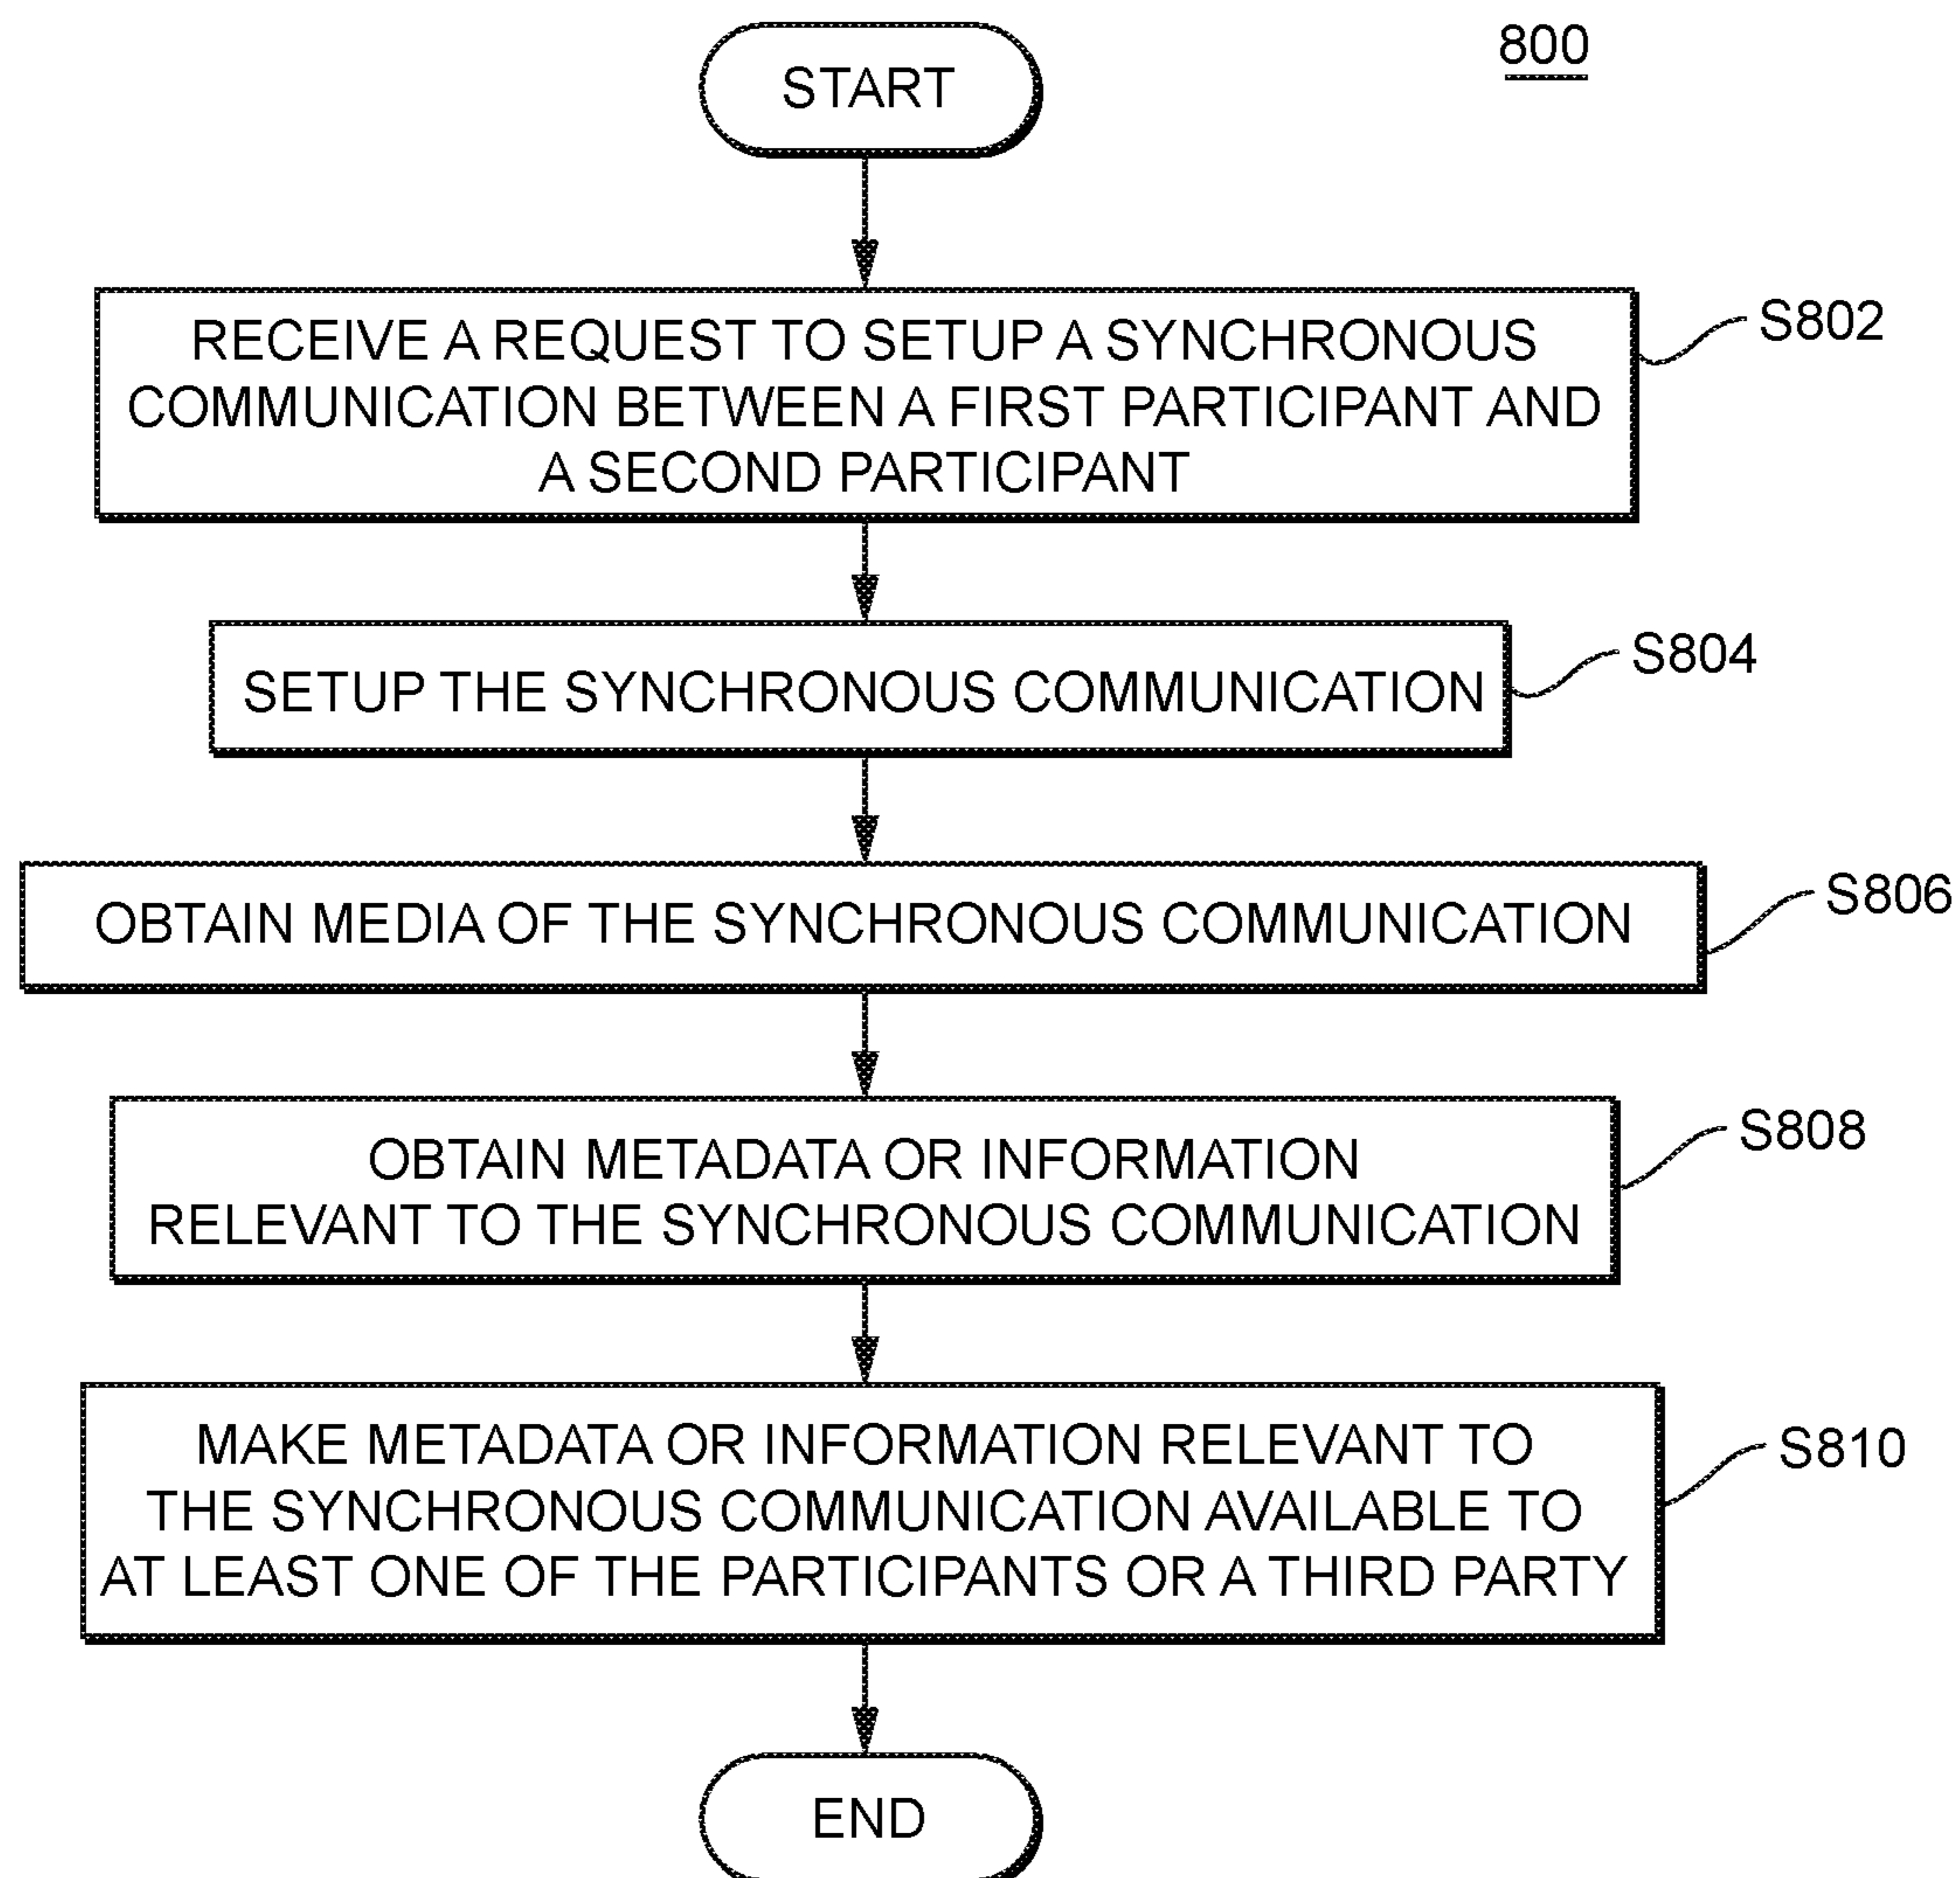 800
START
RECEIVE A REQUEST TO SETUP A SYNCHRONOUS
COMMUNICATION BETWEEN A FIRST PARTICIPANT AND
A SECOND PARTICIPANT
S802
SETUP THE SYNCHRONOUS COMMUNICATION
S804
OBTAIN MEDIA OF THE SYNCHRONOUS COMMUNICATION
S806
OBTAIN METADATA OR INFORMATION
RELEVANT TO THE SYNCHRONOUS COMMUNICATION
S808
MAKE METADATA OR INFORMATION RELEVANT TO
THE SYNCHRONOUS COMMUNICATION AVAILABLE TO
AT LEAST ONE OF THE PARTICIPANTS OR A THIRD PARTY
S810
END